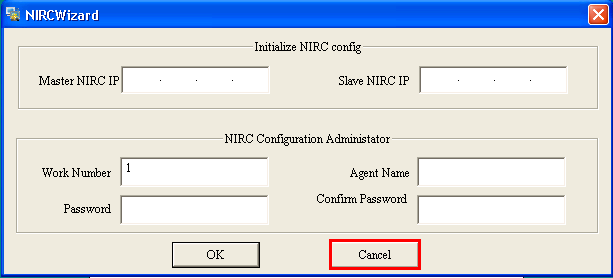 NIRCWizard
Initialize NIRC config
Master NIRC IP . . . Slave NIRC IP . . .
NIRC Configuration Administator
Work Number 1 Agent Name
Password Confirm Password
OK Cancel